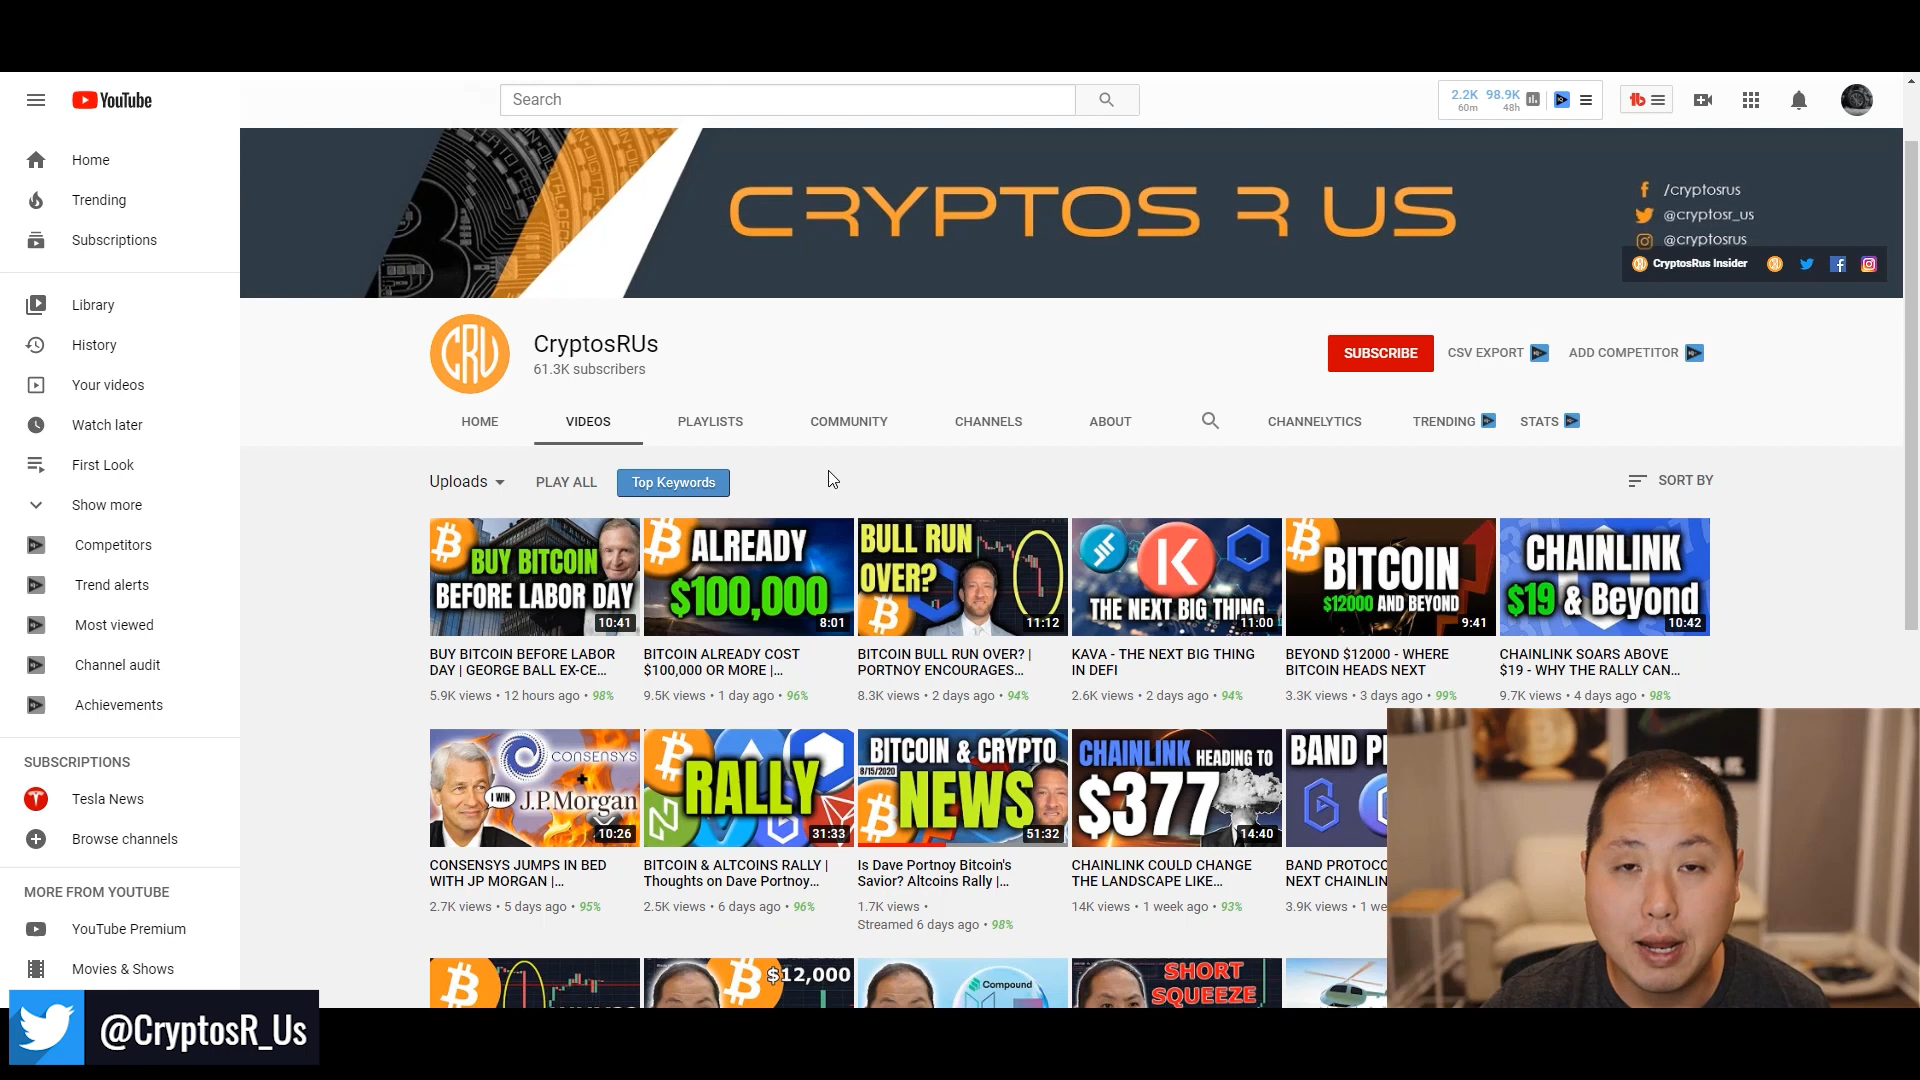 YouTube
Search
2.2K 98.9K
60m 48h
Home
Trending
Subscriptions
Library
History
Your videos
Watch later
First Look
Show more
Competitors
Trend alerts
Most viewed
Channel audit
Achievements
SUBSCRIPTIONS
Tesla News
Browse channels
MORE FROM YOUTUBE
YouTube Premium
Movies & Shows
CRYPTOS R US
/cryptosrus
@cryptosr_us
@cryptosrus
CryptosRus Insider
CRU
CryptosRUs
61.3K subscribers
SUBSCRIBE
CSV EXPORT
ADD COMPETITOR
HOME
VIDEOS
PLAYLISTS
COMMUNITY
CHANNELS
ABOUT
CHANNELYTICS
TRENDING
STATS
Uploads
PLAY ALL
Top Keywords
SORT BY
BUY BITCOIN
BEFORE LABOR DAY
10:41
BUY BITCOIN BEFORE LABOR
DAY | GEORGE BALL EX-CE...
5.9K views • 12 hours ago • 98%
ALREADY
$100,000
8:01
BITCOIN ALREADY COST
$100,000 OR MORE |...
9.5K views • 1 day ago • 96%
BULL RUN
OVER?
11:12
BITCOIN BULL RUN OVER? |
PORTNOY ENCOURAGES...
8.3K views • 2 days ago • 94%
THE NEXT BIG THING
11:00
KAVA - THE NEXT BIG THING
IN DEFI
2.6K views • 2 days ago • 94%
BITCOIN
$12000 AND BEYOND
9:41
BEYOND $12000 - WHERE
BITCOIN HEADS NEXT
3.3K views • 3 days ago • 99%
CHAINLINK
$19 & Beyond
10:42
CHAINLINK SOARS ABOVE
$19 - WHY THE RALLY CAN...
9.7K views • 4 days ago • 98%
CONSENSYS
+
I WIN
J.P.Morgan
10:26
CONSENSYS JUMPS IN BED
WITH JP MORGAN |...
2.7K views • 5 days ago • 95%
RALLY
31:33
BITCOIN & ALTCOINS RALLY |
Thoughts on Dave Portnoy...
2.5K views • 6 days ago • 96%
BITCOIN & CRYPTO
8/15/2020
NEWS
51:32
Is Dave Portnoy Bitcoin's
Savior? Altcoins Rally |...
1.7K views •
Streamed 6 days ago • 98%
CHAINLINK HEADING TO
$377
14:40
CHAINLINK COULD CHANGE
THE LANDSCAPE LIKE...
14K views • 1 week ago • 93%
BAND P
BAND PROTOC
NEXT CHAINLIN
3.9K views • 1 we
$12,000
Compound
SHORT
SQUEEZE
@CryptosR_Us